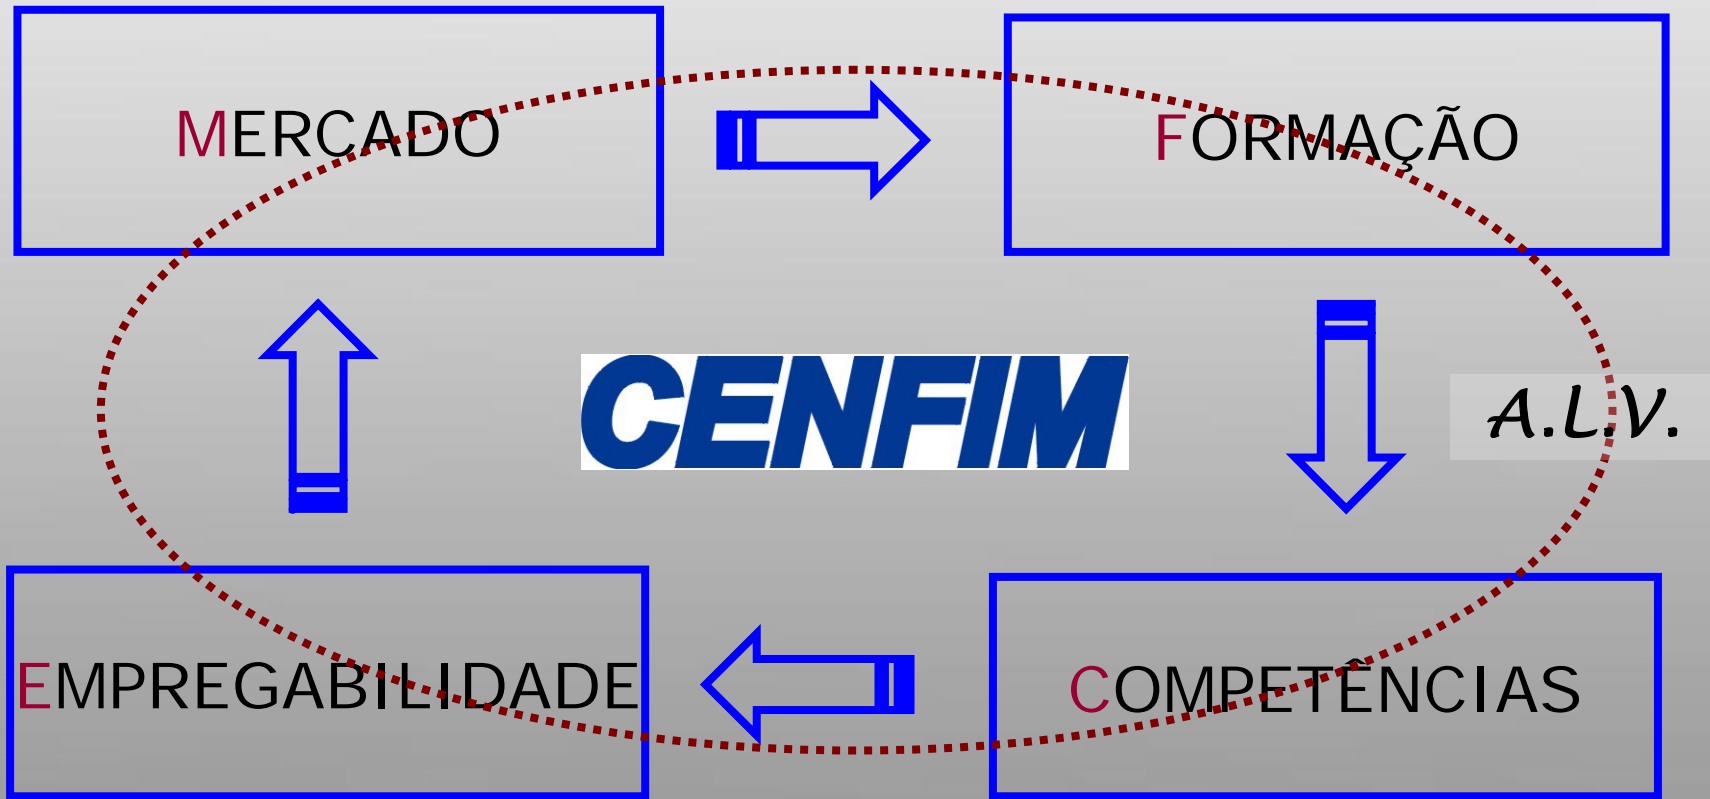 MERCADO
FORMAÇÃO
CENFIM
A.L.V.
EMPREGABILIDADE
COMPETÊNCIAS